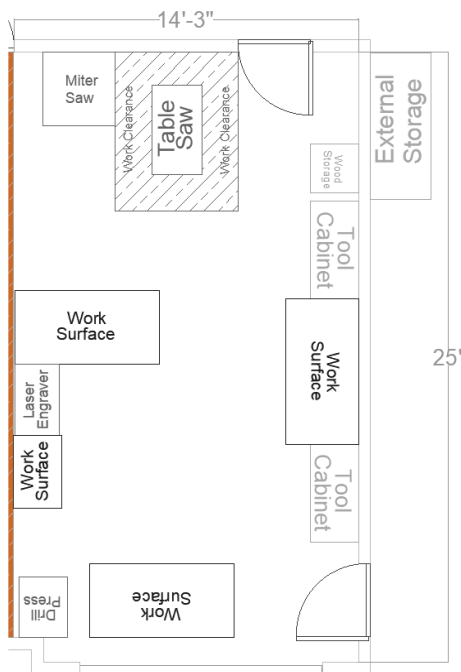 14'-3"
Miter
Saw
Work Clearance
Table
Saw
Work Clearance
External
Storage
Wood
Storage
Tool
Cabinet
Work
Surface
Work
Surface
25'
Laser
Engraver
Work
Surface
Tool
Cabinet
Drill
Press
Work
Surface